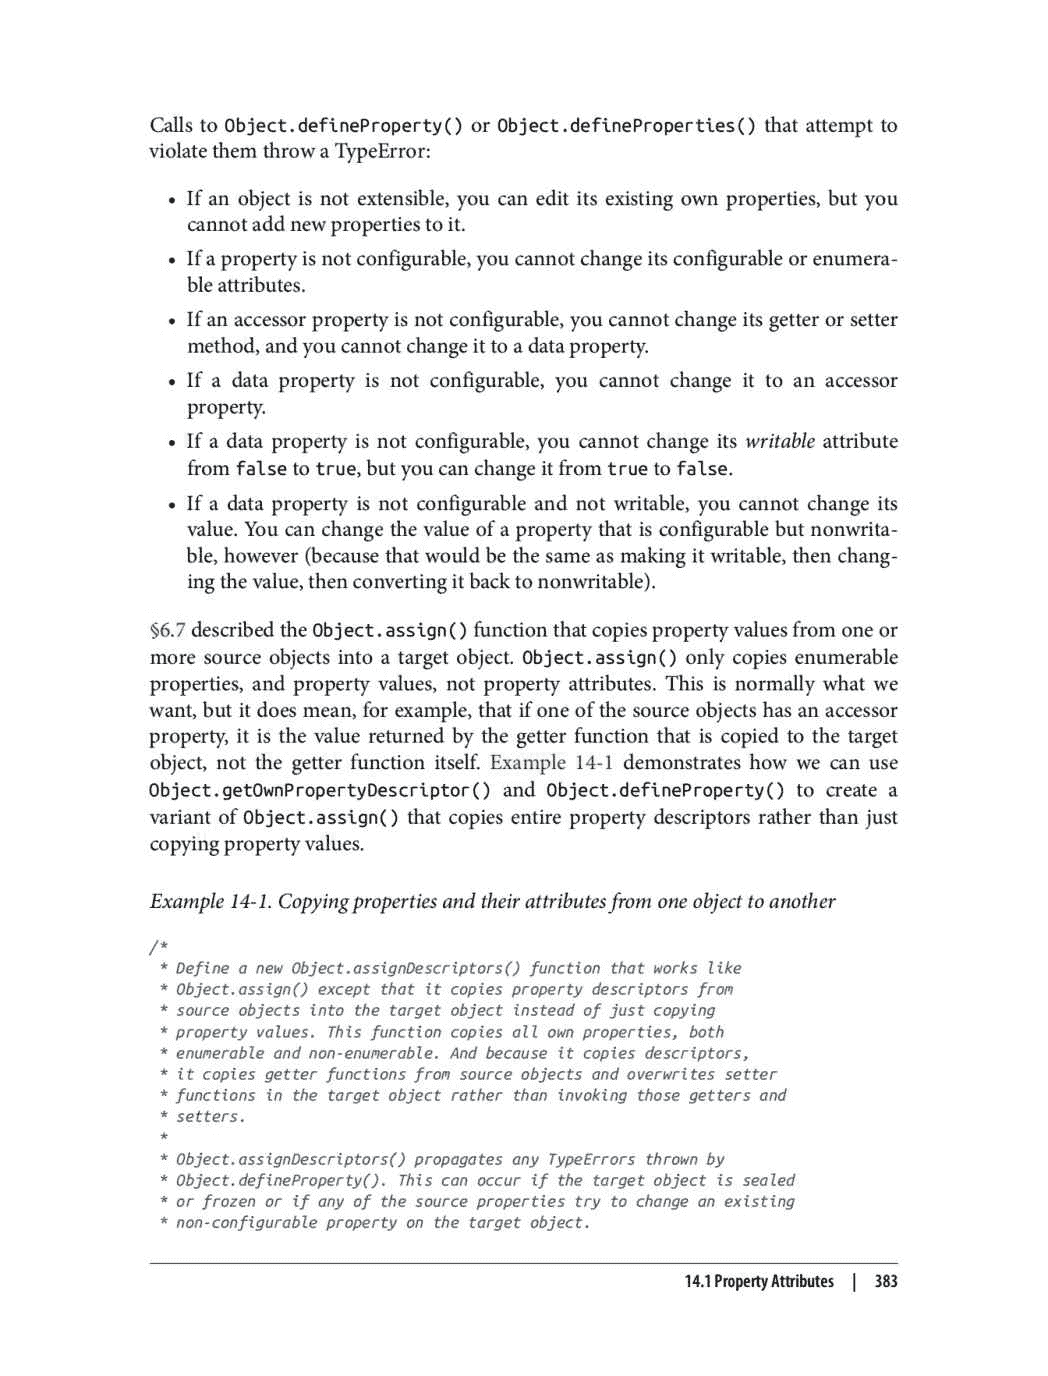 Calls to Object.defineProperty() or Object.defineProperties() that attempt to
violate them throw a TypeError:
• If an object is not extensible, you can edit its existing own properties, but you
cannot add new properties to it.
• If a property is not configurable, you cannot change its configurable or enumera-
ble attributes.
• If an accessor property is not configurable, you cannot change its getter or setter
method, and you cannot change it to a data property.
• If a data property is not configurable, you cannot change it to an accessor
property.
• If a data property is not configurable, you cannot change its writable attribute
from false to true, but you can change it from true to false.
• If a data property is not configurable and not writable, you cannot change its
value. You can change the value of a property that is configurable but nonwrita-
ble, however (because that would be the same as making it writable, then chang-
ing the value, then converting it back to nonwritable).
§6.7 described the Object.assign() function that copies property values from one or
more source objects into a target object. Object.assign() only copies enumerable
properties, and property values, not property attributes. This is normally what we
want, but it does mean, for example, that if one of the source objects has an accessor
property, it is the value returned by the getter function that is copied to the target
object, not the getter function itself. Example 14-1 demonstrates how we can use
Object.getOwnPropertyDescriptor() and Object.defineProperty() to create a
variant of Object.assign() that copies entire property descriptors rather than just
copying property values.
Example 14-1. Copying properties and their attributes from one object to another
/*
 * Define a new Object.assignDescriptors() function that works like
 * Object.assign() except that it copies property descriptors from
 * source objects into the target object instead of just copying
 * property values. This function copies all own properties, both
 * enumerable and non-enumerable. And because it copies descriptors,
 * it copies getter functions from source objects and overwrites setter
 * functions in the target object rather than invoking those getters and
 * setters.
 *
 * Object.assignDescriptors() propagates any TypeErrors thrown by
 * Object.defineProperty(). This can occur if the target object is sealed
 * or frozen or if any of the source properties try to change an existing
 * non-configurable property on the target object.
14.1 Property Attributes | 383